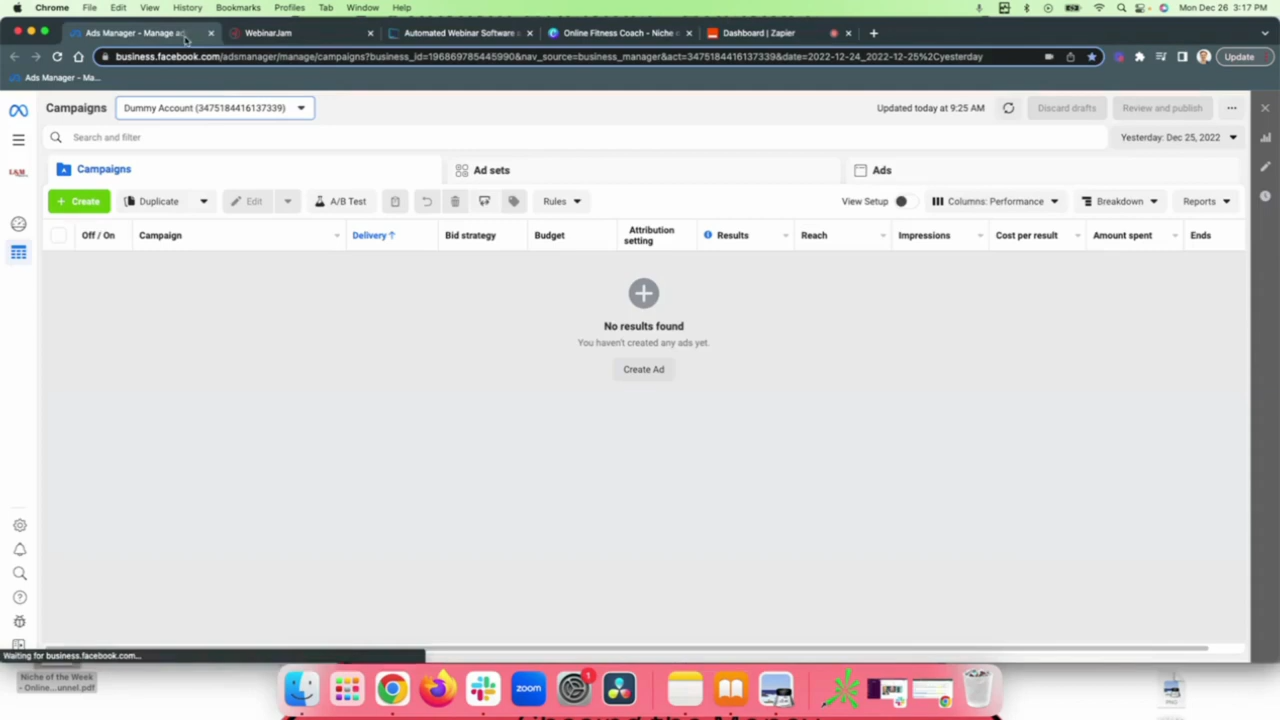 Chrome File Edit View History Bookmarks Profiles Tab Window Help Mon Dec 26 3:17 PM
Ads Manager - Manage ad WebinarJam Automated Webinar Software Online Fitness Coach - Niche Dashboard | Zapier
business.facebook.com/adsmanager/manage/campaigns?business_id=196869785445990&nav_source=business_manager&act=3475184416137339&date=2022-12-24_2022-12-25%2Cyesterday Update
Ads Manager - Ma...
Campaigns Dummy Account (3475184416137339) Updated today at 9:25 AM Discard drafts Review and publish
Search and filter Yesterday: Dec 25, 2022
Campaigns Ad sets Ads
+ Create Duplicate Edit A/B Test Rules View Setup Columns: Performance Breakdown Reports
Off / On Campaign Delivery ↑ Bid strategy Budget Attribution setting Results Reach Impressions Cost per result Amount spent Ends
No results found
You haven't created any ads yet.
Create Ad
Waiting for business.facebook.com...
Niche of the Week
- Online...unnel.pdf
zoom
1
PNG